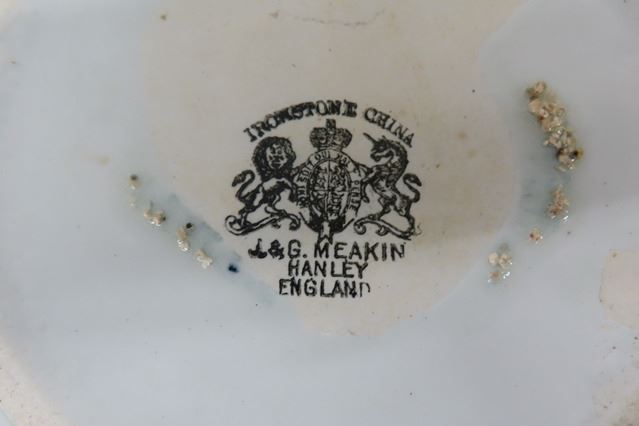 IRONSTONE CHINA
J.&G. MEAKIN
HANLEY
ENGLAND